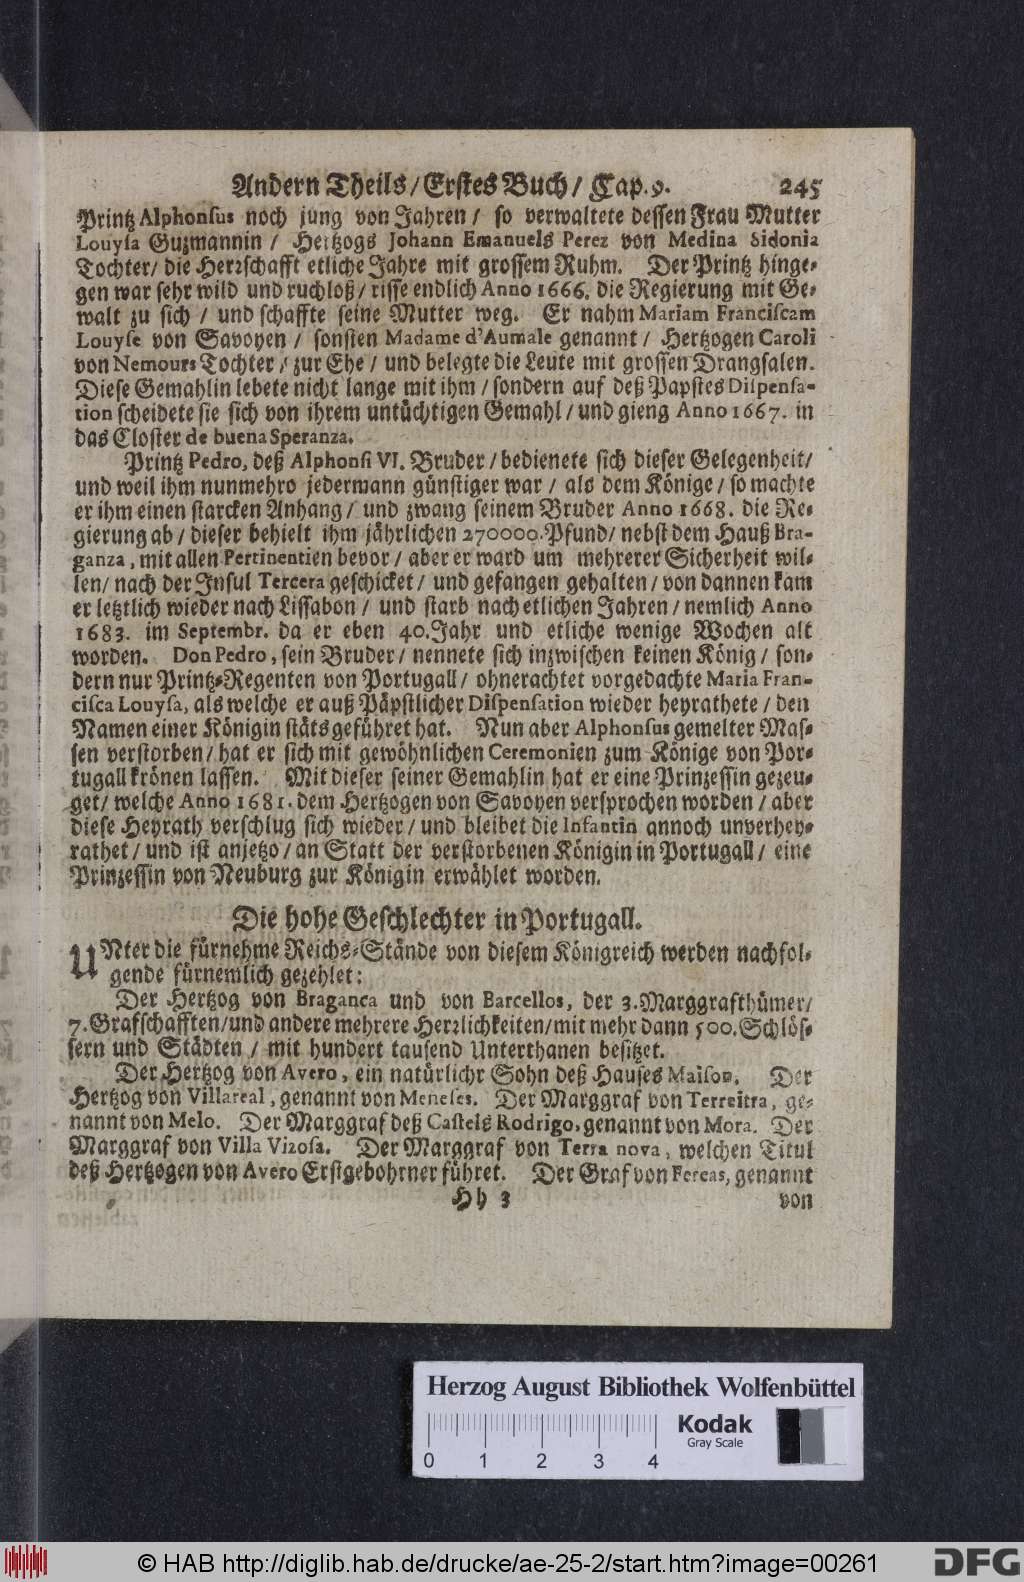 Andern Theils / Erstes Buch / Cap. 9. 245
Printz Alphonsus noch jung von Jahren / so verwaltete dessen Frau Mutter
Louysa Guzmannin / Hertzogs Johann Emanuels Perez von Medina Sidonia
Tochter / die Herrschafft etliche Jahre mit grossem Ruhm. Der Printz hinge-
gen war sehr wild und ruchloß / risse endlich Anno 1666. die Regierung mit Ge-
walt zu sich / und schaffte seine Mutter weg. Er nahm Mariam Franciscam
Louyse von Savoyen / sonsten Madame d'Aumale genannt / Hertzogen Caroli
von Nemours Tochter / zur Ehe / und belegte die Leute mit grossen Drangsalen.
Diese Gemahlin lebete nicht lange mit ihm / sondern auf deß Papstes Dispensa-
tion scheidete sie sich von ihrem untüchtigen Gemahl / und gieng Anno 1667. in
das Closter de buena Speranza.
Printz Pedro, deß Alphonsi VI. Bruder / bedienete sich dieser Gelegenheit /
und weil ihm nunmehro jedermann günstiger war / als dem Könige / so machte
er ihm einen starcken Anhang / und zwang seinem Bruder Anno 1668. die Re-
gierung ab / dieser behielt ihm jährlichen 270000. Pfund / nebst dem Hauß Bra-
ganza, mit allen Pertinentien bevor / aber er ward um mehrerer Sicherheit wil-
len / nach der Insul Tercera geschicket / und gefangen gehalten / von dannen kam
er letztlich wieder nach Lissabon / und starb nach etlichen Jahren / nemlich Anno
1683. im Septembr. da er eben 40. Jahr und etliche wenige Wochen alt
worden. Don Pedro, sein Bruder / nennete sich inzwischen keinen König / son-
dern nur Printz-Regenten von Portugall / ohnerachtet vorgedachte Maria Fran-
cisca Louysa, als welche er auß Päpstlicher Dispensation wieder heyrathete / den
Namen einer Königin stäts geführet hat. Nun aber Alphonsus gemelter Mas-
sen verstorben / hat er sich mit gewöhnlichen Ceremonien zum Könige von Por-
tugall krönen lassen. Mit dieser seiner Gemahlin hat er eine Prinzessin gezeu-
get / welche Anno 1681. dem Hertzogen von Savoyen versprochen worden / aber
diese Heyrath verschlug sich wieder / und bleibet die Infantin annoch unverhey-
rathet / und ist anjetzo / an Statt der verstorbenen Königin in Portugall / eine
Prinzessin von Neuburg zur Königin erwählet worden.
Die hohe Geschlechter in Portugall.
UNter die fürnehme Reichs-Stände von diesem Königreich werden nachfol-
gende fürnemlich gezehlet:
Der Hertzog von Braganca und von Barcellos, der 3. Marggrafthümer /
7. Grafschafften / und andere mehrere Herrlichkeiten / mit mehr dann 500. Schlös-
sern und Städten / mit hundert tausend Unterthanen besitzet.
Der Hertzog von Avero, ein natürlichr Sohn deß Hauses Maison. Der
Hertzog von Villareal, genannt von Meneses. Der Marggraf von Terreitra, ge-
nannt von Melo. Der Marggraf deß Castels Rodrigo, genannt von Mora. Der
Marggraf von Villa Vizosa. Der Marggraf von Terra nova, welchen Titul
deß Hertzogen von Avero Erstgebohrner führet. Der Graf von Fereas, genannt
Hh 3 von
Herzog August Bibliothek Wolfenbüttel
Kodak
Gray Scale
0 1 2 3 4
© HAB http://diglib.hab.de/drucke/ae-25-2/start.htm?image=00261
DFG